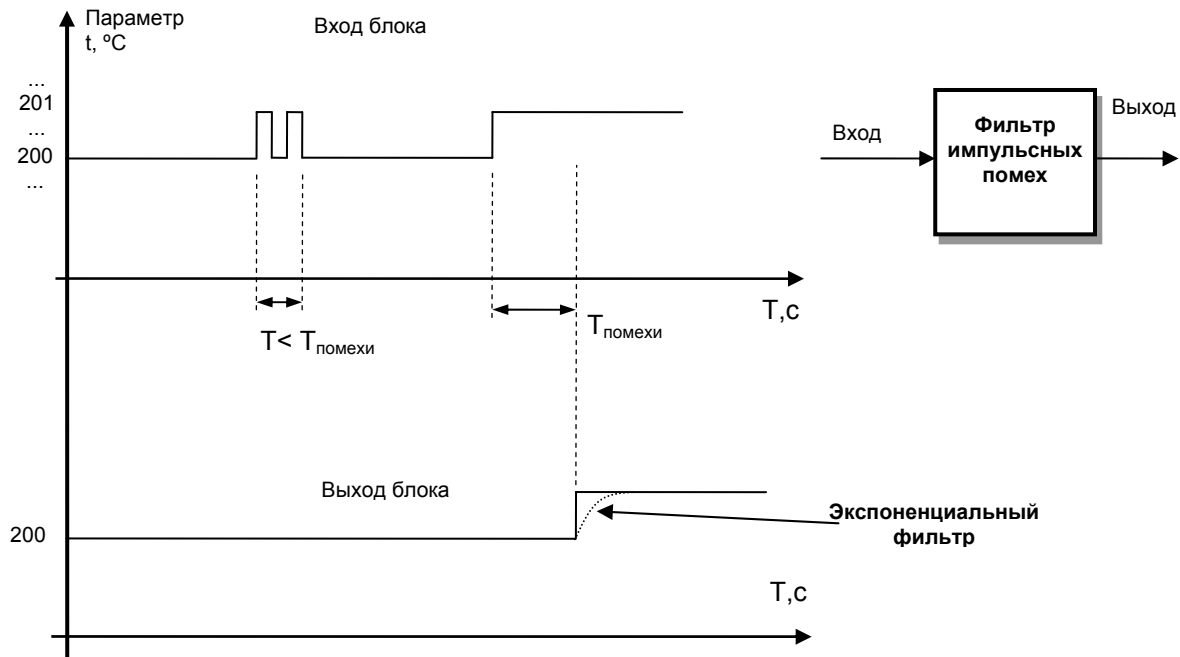 Параметр
t, ºC
Вход блока
...
201
...
200
...
Вход
Фильтр
импульсных
помех
Выход
T,c
T< Tпомехи
Tпомехи
Выход блока
200
Экспоненциальный
фильтр
T,c